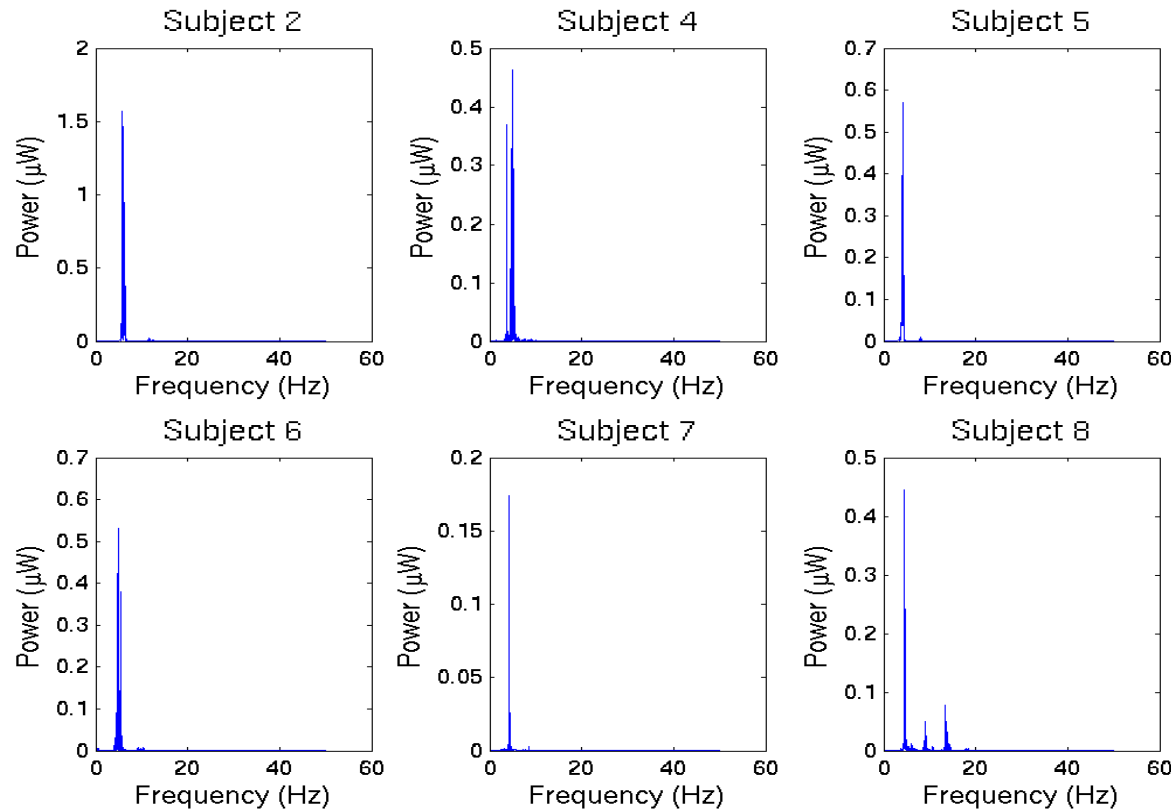 Subject 2
2
1.5
1
0.5
0
0 20 40 60
Power (μW)
Frequency (Hz)
Subject 4
0.5
0.4
0.3
0.2
0.1
0
0 20 40 60
Power (μW)
Frequency (Hz)
Subject 5
0.7
0.6
0.5
0.4
0.3
0.2
0.1
0
0 20 40 60
Power (μW)
Frequency (Hz)
Subject 6
0.7
0.6
0.5
0.4
0.3
0.2
0.1
0
0 20 40 60
Power (μW)
Frequency (Hz)
Subject 7
0.2
0.15
0.1
0.05
0
0 20 40 60
Power (μW)
Frequency (Hz)
Subject 8
0.5
0.4
0.3
0.2
0.1
0
0 20 40 60
Power (μW)
Frequency (Hz)